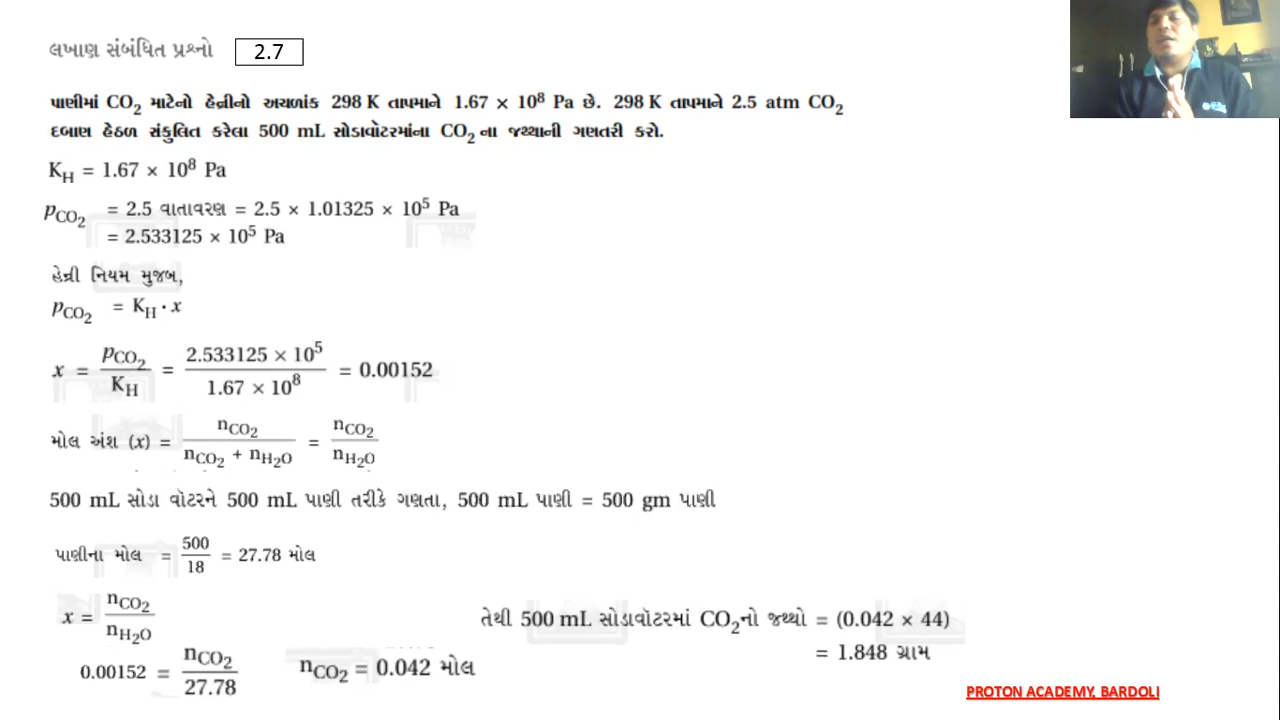 લખાણ સંબંધિત પ્રશ્નો 2.7
પાણીમાં CO₂ માટેનો હેન્રીનો અચળાંક 298 K તાપમાને 1.67 × 10⁸ Pa છે. 298 K તાપમાને 2.5 atm CO₂
દબાણ હેઠળ સંકુલિત કરેલા 500 mL સોડાવૉટરમાંના CO₂ ના જથ્થાની ગણતરી કરો.
K_H = 1.67 × 10⁸ Pa
p_CO₂ = 2.5 વાતાવરણ = 2.5 × 1.01325 × 10⁵ Pa
= 2.533125 × 10⁵ Pa
હેન્રી નિયમ મુજબ,
p_CO₂ = K_H · x
x = p_CO₂ / K_H = 2.533125 × 10⁵ / 1.67 × 10⁸ = 0.00152
મોલ અંશ (x) = n_CO₂ / n_CO₂ + n_H₂O = n_CO₂ / n_H₂O
500 mL સોડા વૉટરને 500 mL પાણી તરીકે ગણતા, 500 mL પાણી = 500 gm પાણી
પાણીના મોલ = 500 / 18 = 27.78 મોલ
x = n_CO₂ / n_H₂O
0.00152 = n_CO₂ / 27.78
n_CO₂ = 0.042 મોલ
તેથી 500 mL સોડાવૉટરમાં CO₂નો જથ્થો = (0.042 × 44)
= 1.848 ગ્રામ
PROTON ACADEMY, BARDOLI